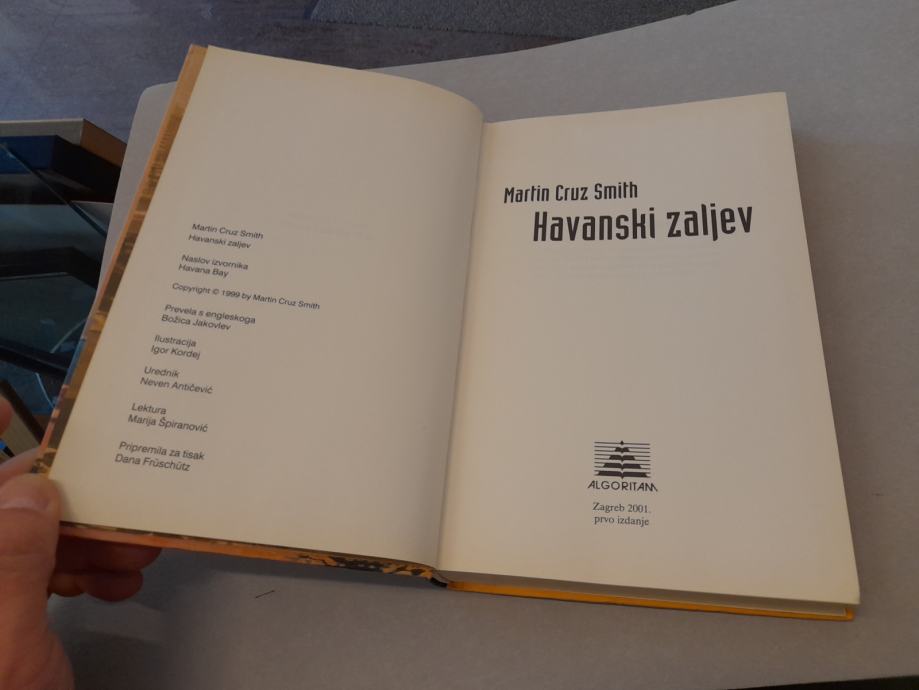 Martin Cruz Smith
Havanski zaljev
Naslov izvornika
Havana Bay
Copyright © 1999 by Martin Cruz Smith
Prevela s engleskoga
Božica Jakovlev
Ilustracija
Igor Kordej
Urednik
Neven Antičević
Lektura
Marija Špiranović
Pripremila za tisak
Dana Früschütz
Martin Cruz Smith
Havanski zaljev
ALGORITAM
Zagreb 2001.
prvo izdanje